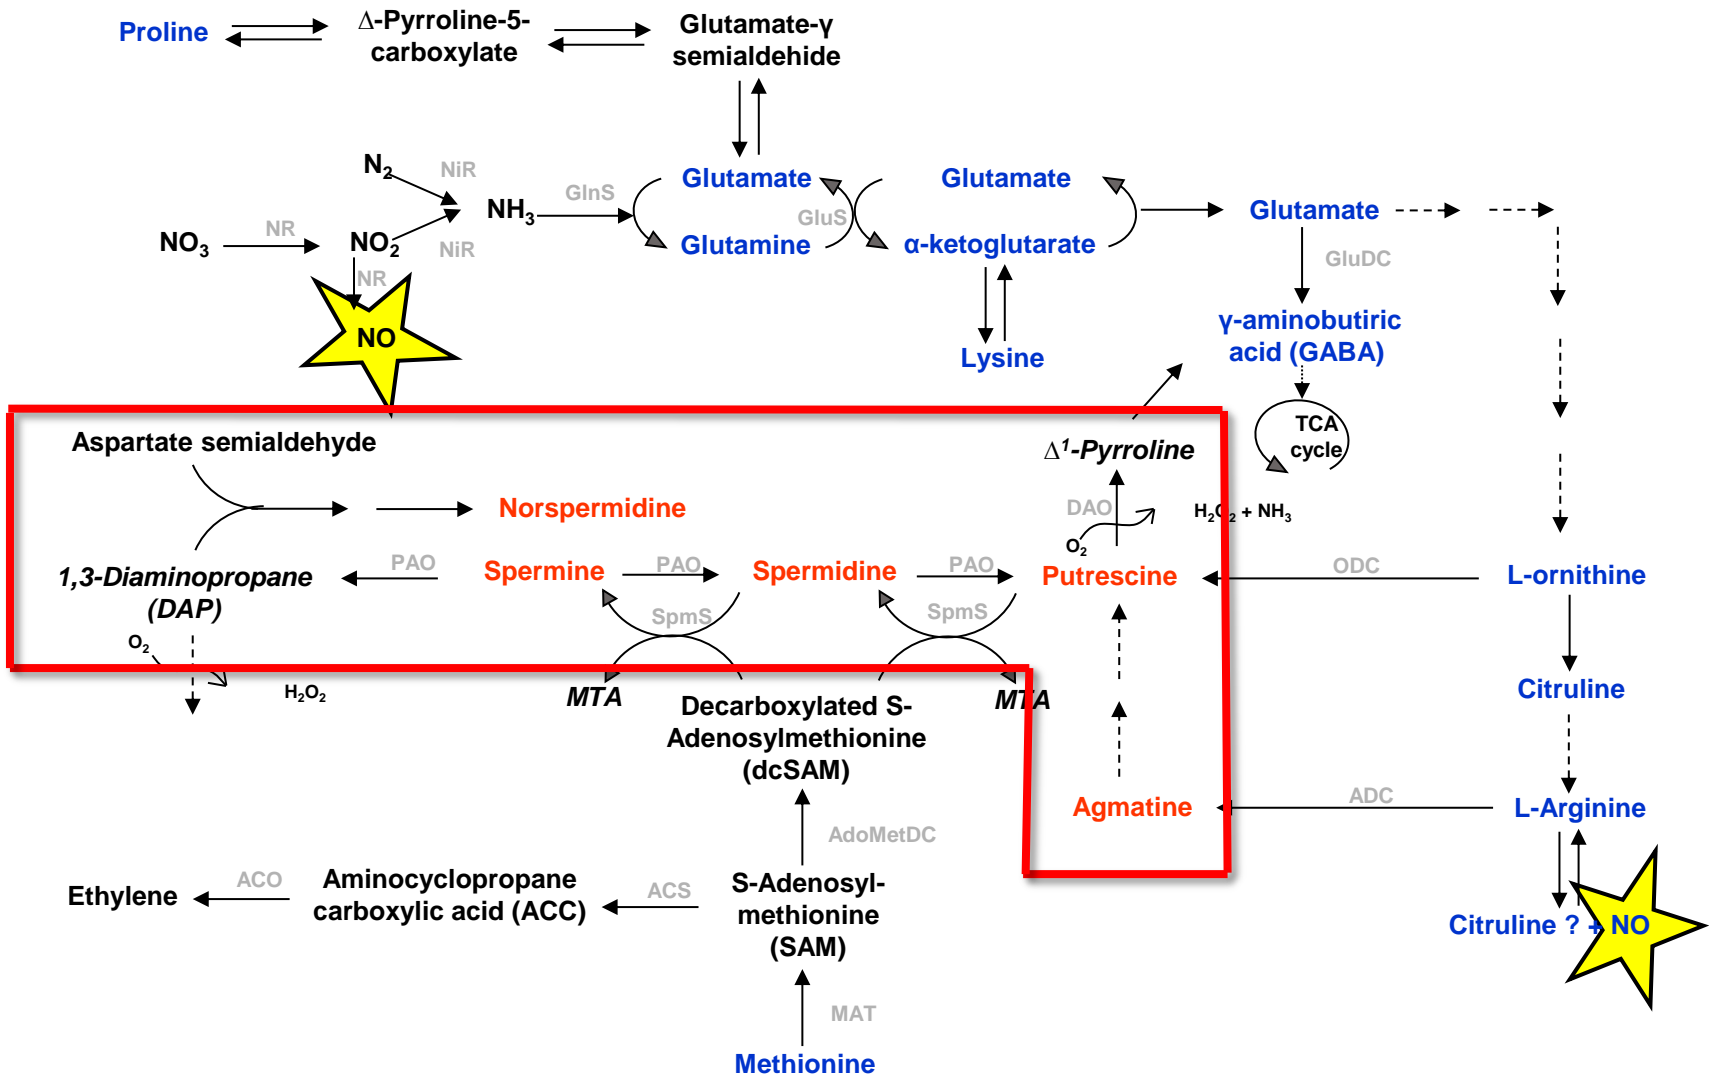 Proline
Δ-Pyrroline-5-
carboxylate
Glutamate-γ
semialdehide
N2
NiR
NH3
GlnS
Glutamate
GluS
Glutamate
Glutamate
NO3
NR
NO2
NiR
Glutamine
α-ketoglutarate
GluDC
NR
NO
Lysine
γ-aminobutiric
acid (GABA)
TCA
cycle
Aspartate semialdehyde
Δ1-Pyrroline
Norspermidine
DAO
O2
H2O2 + NH3
1,3-Diaminopropane
(DAP)
PAO
Spermine
PAO
Spermidine
PAO
Putrescine
ODC
L-ornithine
SpmS
SpmS
O2
H2O2
MTA
MTA
Decarboxylated S-
Adenosylmethionine
(dcSAM)
Citruline
Agmatine
ADC
L-Arginine
AdoMetDC
Ethylene
ACO
Aminocyclopropane
carboxylic acid (ACC)
ACS
S-Adenosyl-
methionine
(SAM)
Citruline ? + NO
MAT
Methionine